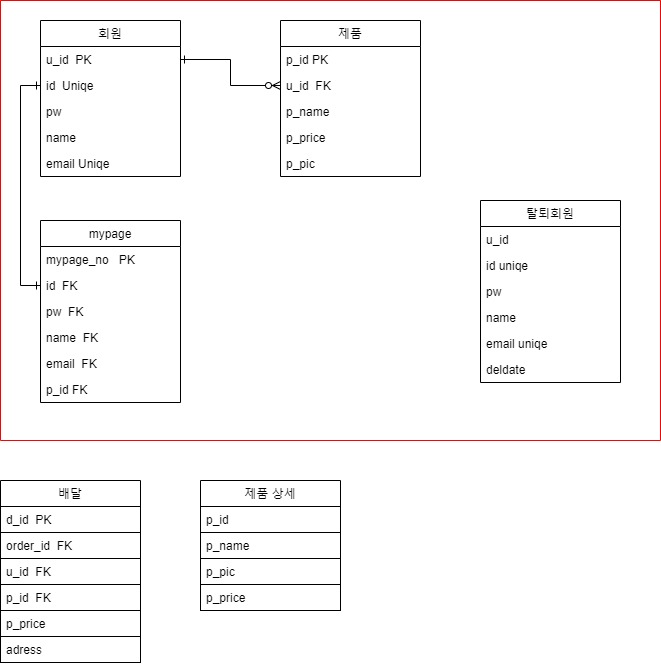 회원
u_id PK
id Uniqe
pw
name
email Uniqe
제품
p_id PK
u_id FK
p_name
p_price
p_pic
mypage
mypage_no PK
id FK
pw FK
name FK
email FK
p_id FK
탈퇴회원
u_id
id uniqe
pw
name
email uniqe
deldate
배달
d_id PK
order_id FK
u_id FK
p_id FK
p_price
adress
제품 상세
p_id
p_name
p_pic
p_price